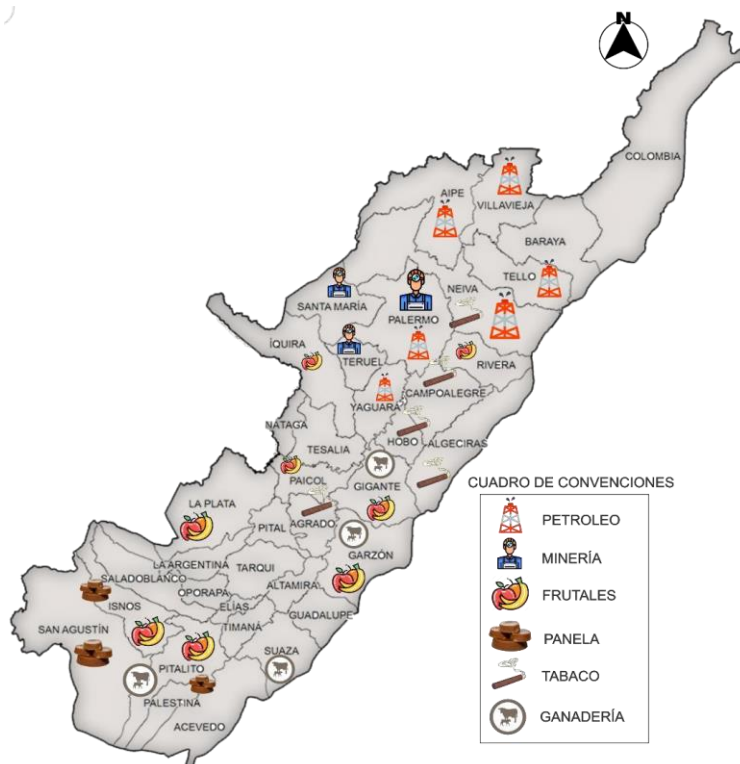 N
COLOMBIA
AIPE
VILLAVIEJA
BARAYA
TELLO
NEIVA
SANTA MARÍA
PALERMO
ÍQUIRA
TERUEL
RIVERA
CAMPOALEGRE
YAGUARÁ
NÁTAGA
HOBO
ALGECIRAS
TESALIA
PAICOL
GIGANTE
LA PLATA
PITAL
AGRADO
GARZÓN
LA ARGENTINA
TARQUI
SALADOBLANCO
OPORAPA
ALTAMIRA
ISNOS
ELÍAS
GUADALUPE
SAN AGUSTÍN
TIMANÁ
SUAZA
PITALITO
PALESTINA
ACEVEDO
CUADRO DE CONVENCIONES
PETROLEO
MINERÍA
FRUTALES
PANELA
TABACO
GANADERÍA